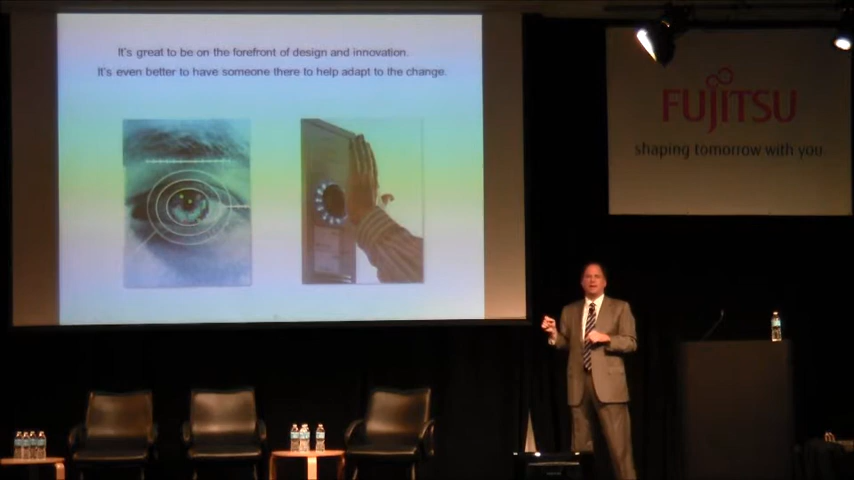 It's great to be on the forefront of design and innovation.
It's even better to have someone there to help adapt to the change.
FUJITSU
shaping tomorrow with you